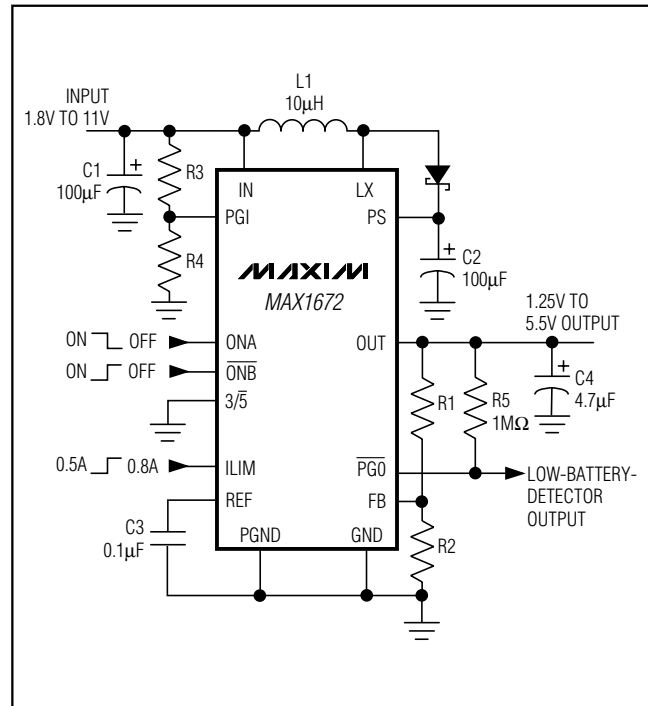 L1
10µH
INPUT
1.8V TO 11V
C1
100µF
+
R3
R4
IN
LX
PGI
PS
+
C2
100µF
MAXIM
MAX1672
1.25V TO
5.5V OUTPUT
ON OFF
ONA
OUT
ON OFF
O̅N̅B̅
3/5̅
R1
R5
1MΩ
+
C4
4.7µF
0.5A 0.8A
ILIM
P̅G̅0̅
LOW-BATTERY-
DETECTOR
OUTPUT
REF
FB
C3
0.1µF
PGND
GND
R2